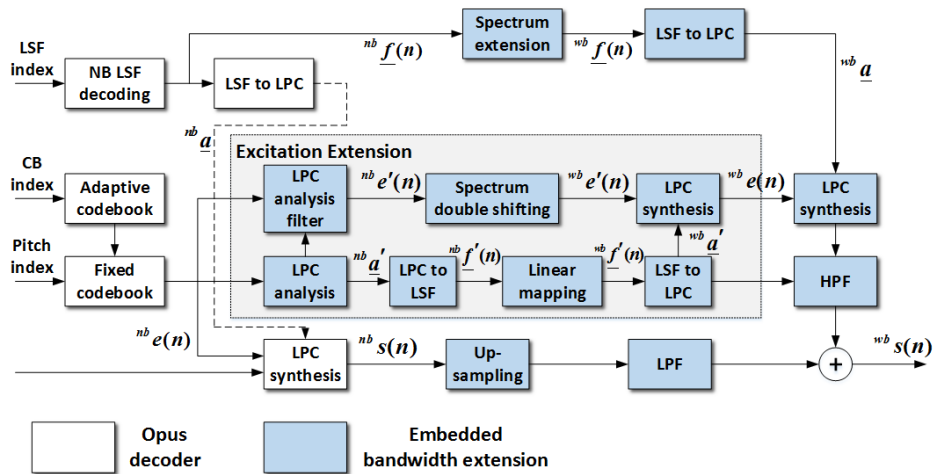 LSF
index
NB LSF
decoding
LSF to LPC
nb f(n)
Spectrum
extension
wb f(n)
LSF to LPC
wb a
nb a
Excitation Extension
CB
index
Adaptive
codebook
LPC
analysis
filter
nb e'(n)
Spectrum
double shifting
wb e'(n)
LPC
synthesis
wb e(n)
LPC
synthesis
Pitch
index
Fixed
codebook
LPC
analysis
nb a'
LPC to
LSF
nb f'(n)
Linear
mapping
wb f'(n)
LSF to
LPC
wb a'
HPF
nb e(n)
LPC
synthesis
nb s(n)
Up-
sampling
LPF
+
wb s(n)
Opus
decoder
Embedded
bandwidth extension